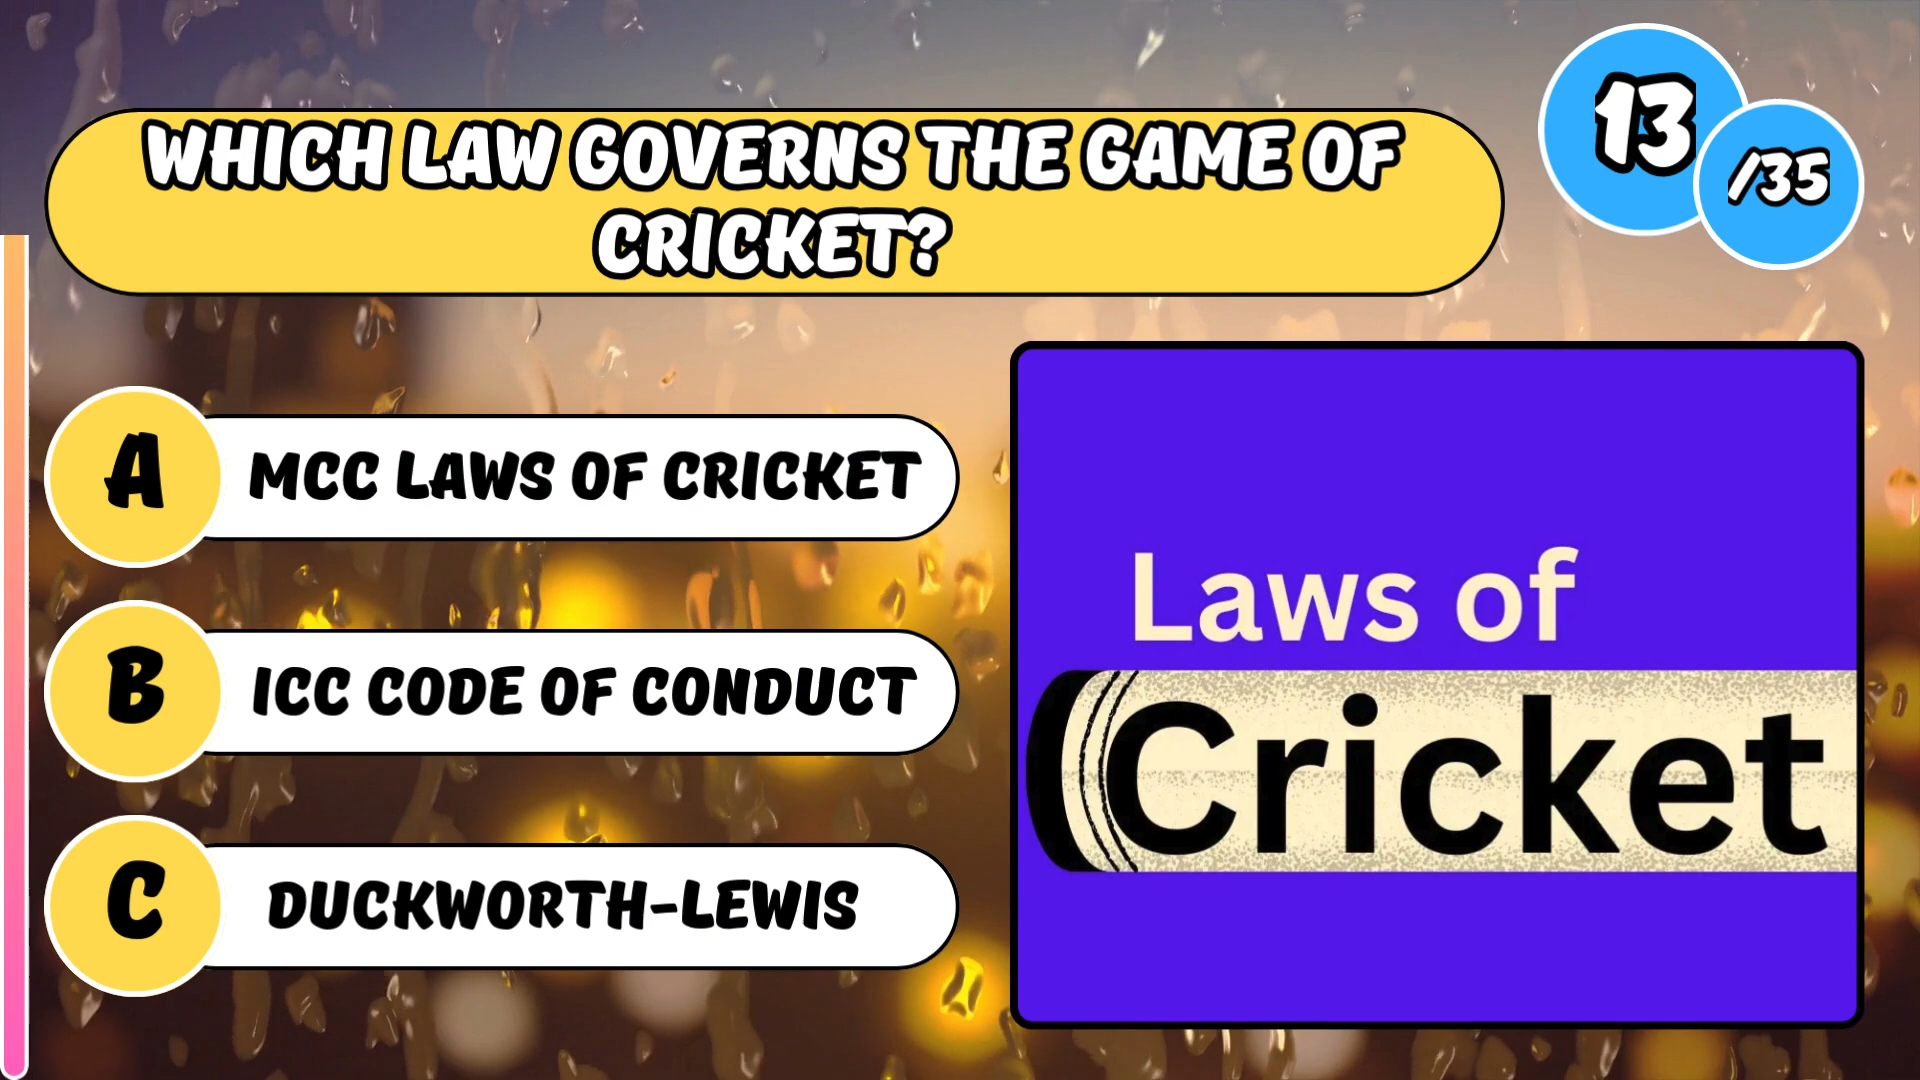 WHICH LAW GOVERNS THE GAME OF
CRICKET?
13
/35
A
MCC LAWS OF CRICKET
B
ICC CODE OF CONDUCT
C
DUCKWORTH-LEWIS
Laws of
Cricket